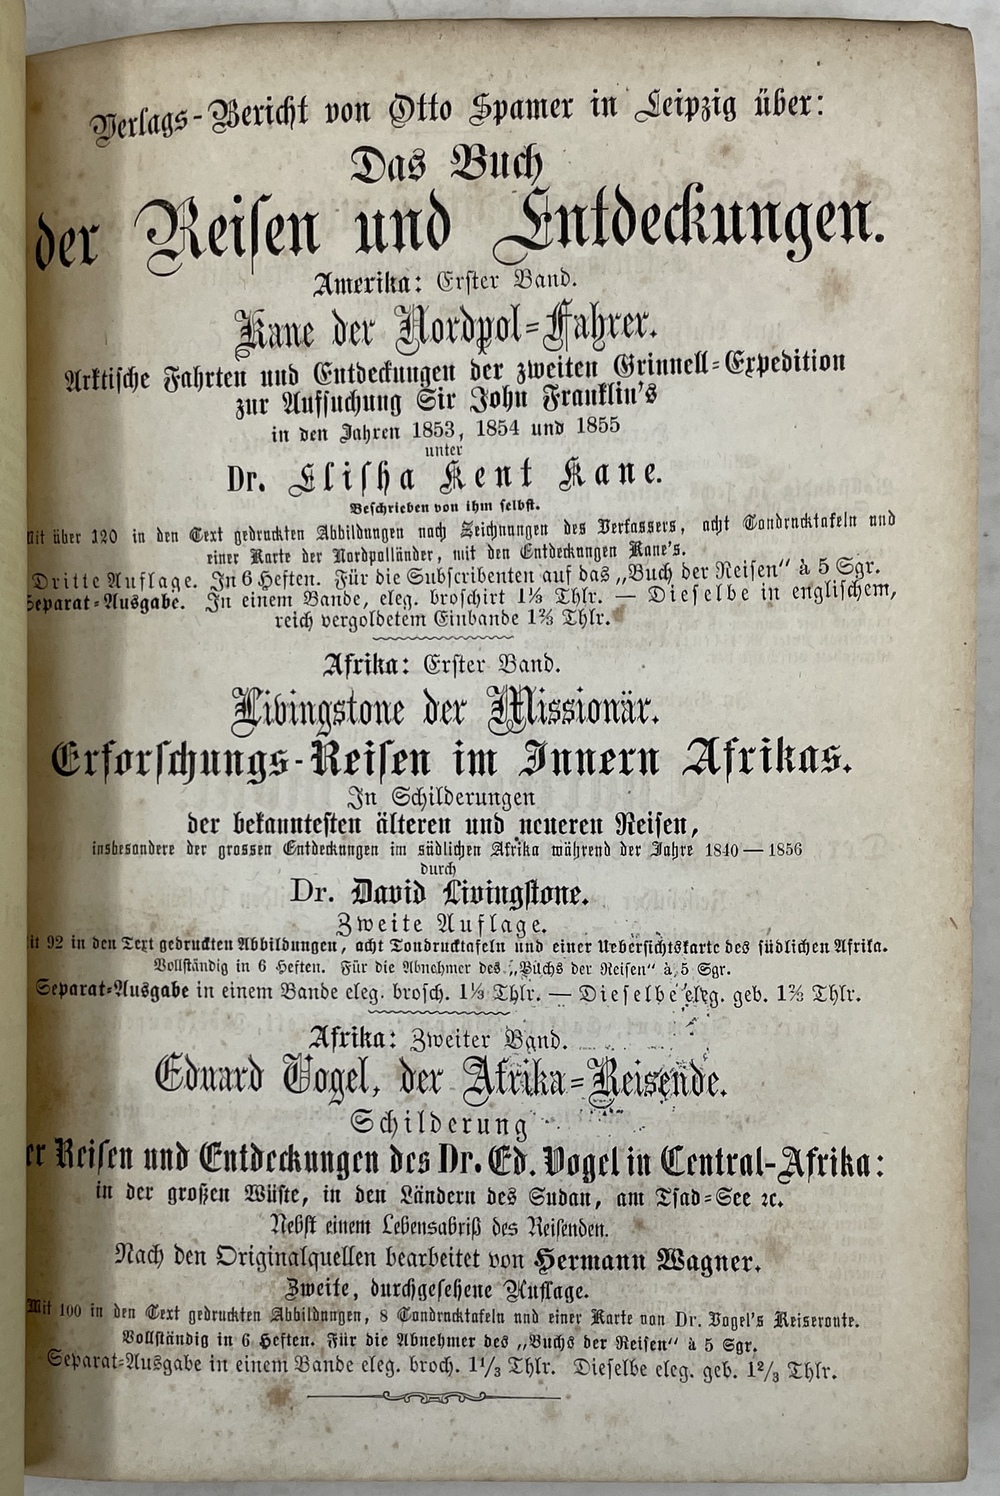 Verlags-Bericht von Otto Spamer in Leipzig über:
Das Buch
der Reisen und Entdeckungen.
Amerika: Erster Band.
Kane der Nordpol-Fahrer.
Arktische Fahrten und Entdeckungen der zweiten Grinnell-Expedition
zur Aufsuchung Sir John Franklin's
in den Jahren 1853, 1854 und 1855
unter
Dr. Elisha Kent Kane.
Beschrieben von ihm selbst.
Mit über 120 in den Text gedruckten Abbildungen nach Zeichnungen des Verfassers, acht Tondrucktafeln und
einer Karte der Nordpolländer, mit den Entdeckungen Kane's.
Dritte Auflage. In 6 Heften. Für die Subscribenten auf das „Buch der Reisen“ à 5 Sgr.
Separat-Ausgabe. In einem Bande, eleg. broschirt 1⅓ Thlr. — Dieselbe in englischem,
reich vergoldetem Einbande 1⅔ Thlr.
Afrika: Erster Band.
Livingstone der Missionär.
Erforschungs-Reisen im Innern Afrikas.
In Schilderungen
der bekanntesten älteren und neueren Reisen,
insbesondere der grossen Entdeckungen im südlichen Afrika während der Jahre 1840 — 1856
durch
Dr. David Livingstone.
Zweite Auflage.
it 92 in den Text gedruckten Abbildungen, acht Tondrucktafeln und einer Uebersichtskarte des südlichen Afrika.
Vollständig in 6 Heften. Für die Abnehmer des „Buchs der Reisen“ à 5 Sgr.
Separat-Ausgabe in einem Bande eleg. brosch. 1⅓ Thlr. — Dieselbe eleg. geb. 1⅔ Thlr.
Afrika: Zweiter Band.
Eduard Vogel, der Afrika-Reisende.
Schilderung
er Reisen und Entdeckungen des Dr. Ed. Vogel in Central-Afrika:
in der großen Wüste, in den Ländern des Sudan, am Tsad-See ꝛc.
Nebst einem Lebensabriß des Reisenden.
Nach den Originalquellen bearbeitet von Hermann Wagner.
Zweite, durchgesehene Auflage.
Mit 100 in den Text gedruckten Abbildungen, 8 Tondrucktafeln und einer Karte von Dr. Vogel's Reiseroute.
Vollständig in 6 Heften. Für die Abnehmer des „Buchs der Reisen“ à 5 Sgr.
Separat-Ausgabe in einem Bande eleg. broch. 1⅓ Thlr. Dieselbe eleg. geb. 1⅔ Thlr.